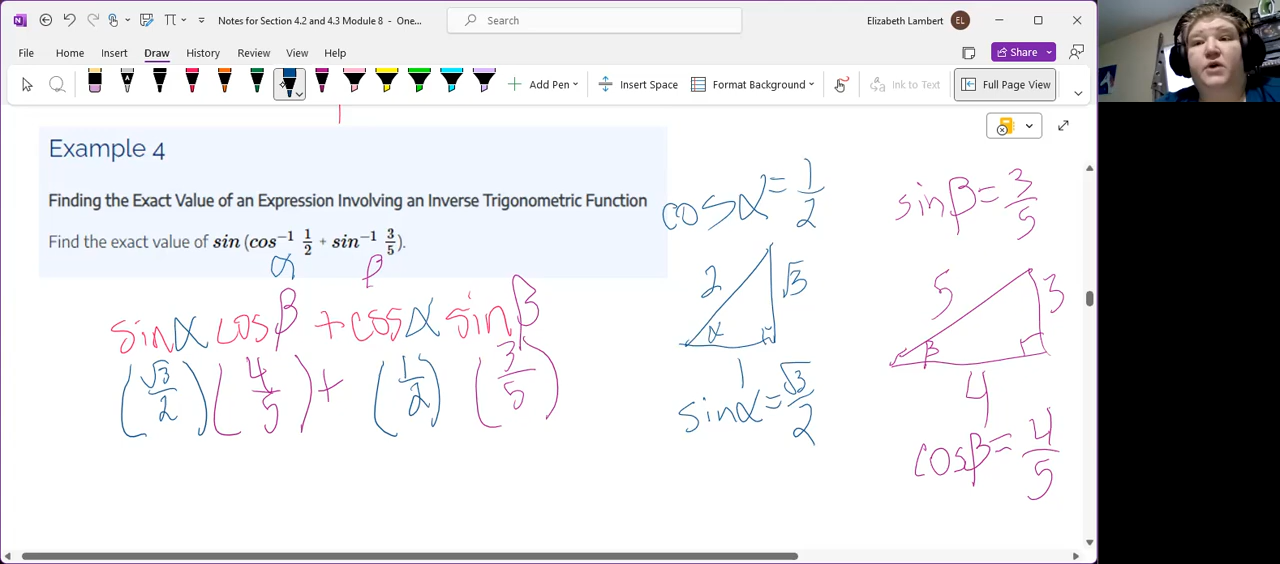 Notes for Section 4.2 and 4.3 Module 8 - One...
Search
Elizabeth Lambert
EL
File Home Insert Draw History Review View Help
Share
Add Pen
Insert Space
Format Background
Ink to Text
Full Page View
Example 4
Finding the Exact Value of an Expression Involving an Inverse Trigonometric Function
Find the exact value of sin (cos⁻¹ 1/2 + sin⁻¹ 3/5).
α β
sinα cosβ + cosα sinβ
(√3/2)(4/5) + (1/2)(3/5)
cosα = 1/2
2 √3
α
1
sinα = √3/2
sinβ = 3/5
5 3
β
4
cosβ = 4/5